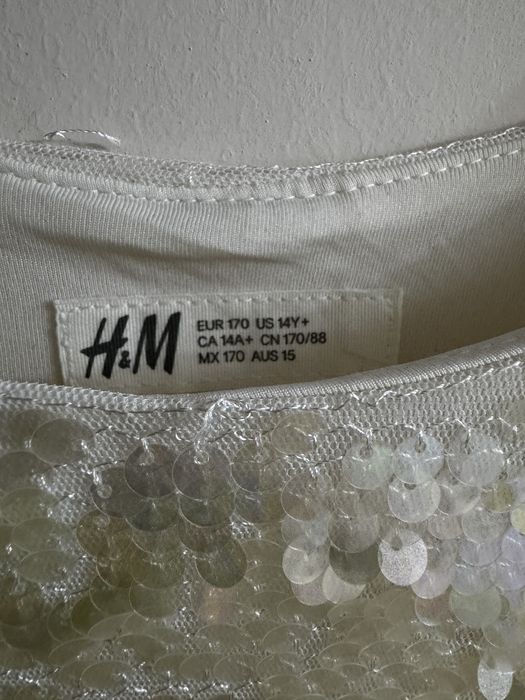 H&M
EUR 170 US 14Y+
CA 14A+ CN 170/88
MX 170 AUS 15